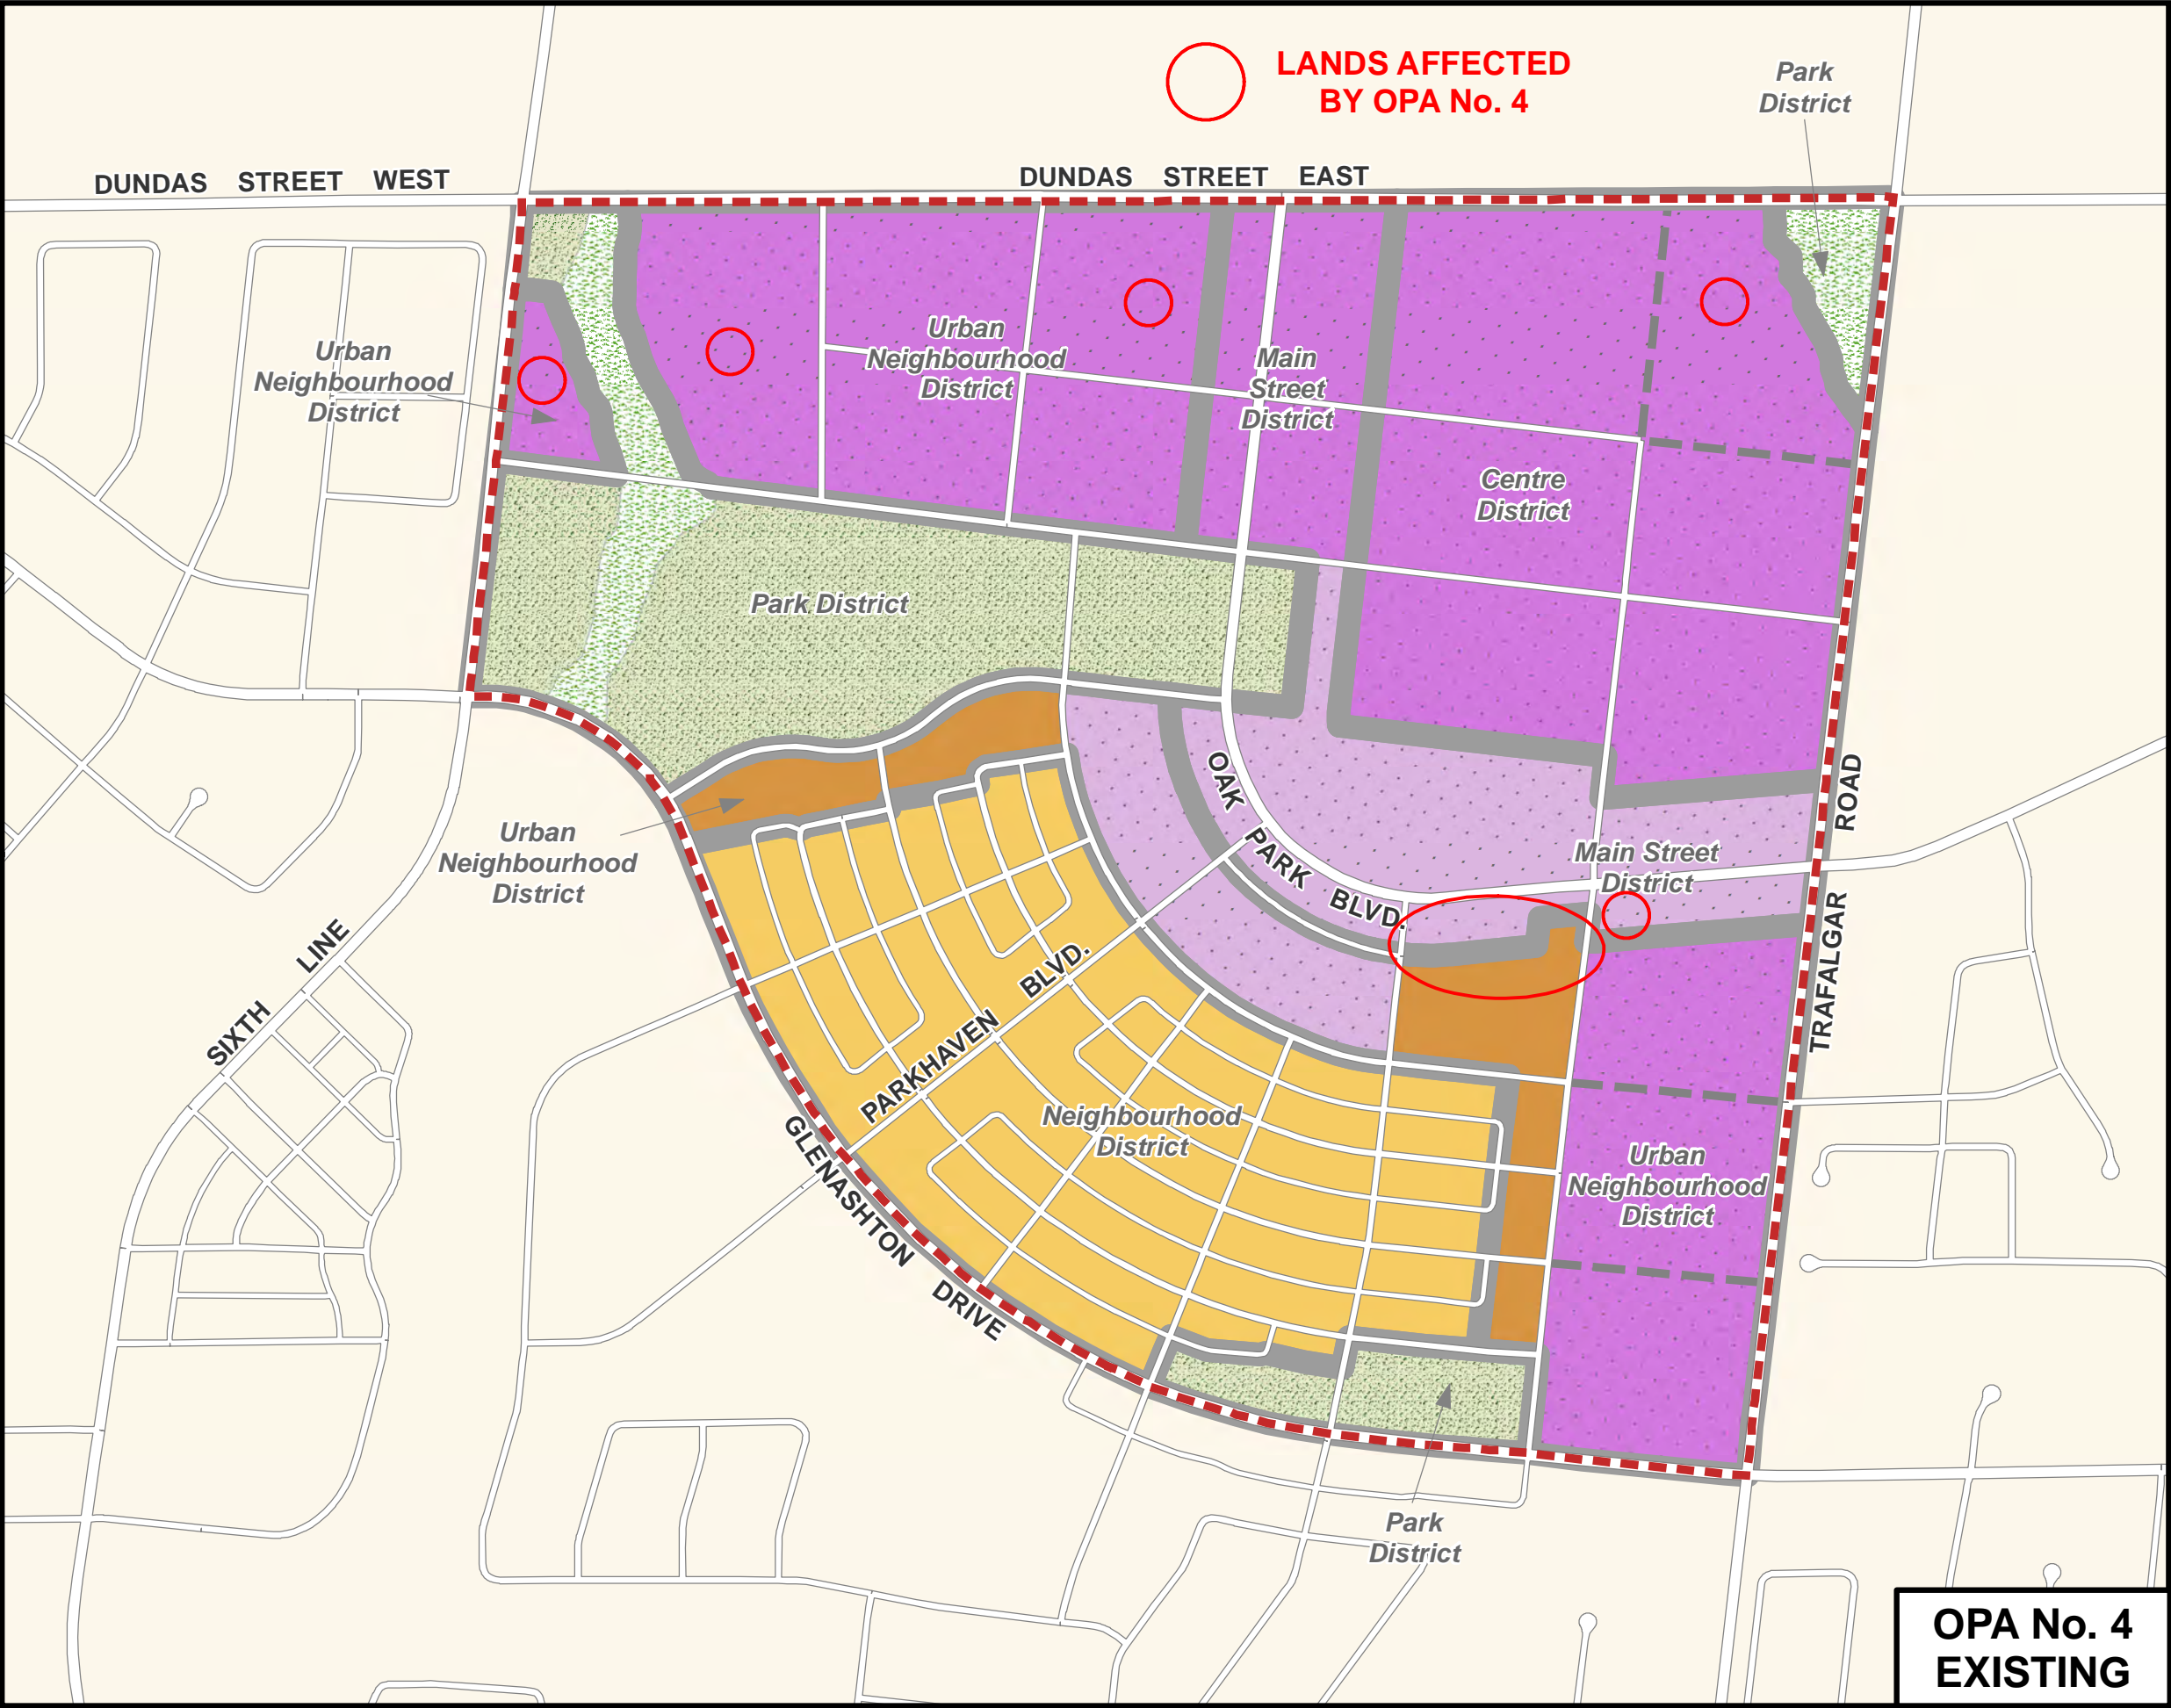 LANDS AFFECTED
BY OPA No. 4
Park
District
DUNDAS STREET WEST
DUNDAS STREET EAST
Urban
Neighbourhood
District
Urban
Neighbourhood
District
Main
Street
District
Centre
District
Park District
OAK PARK BLVD.
TRAFALGAR ROAD
Urban
Neighbourhood
District
Main Street
District
SIXTH LINE
PARKHAVEN BLVD.
Neighbourhood
District
GLENASHTON DRIVE
Urban
Neighbourhood
District
Park
District
OPA No. 4
EXISTING